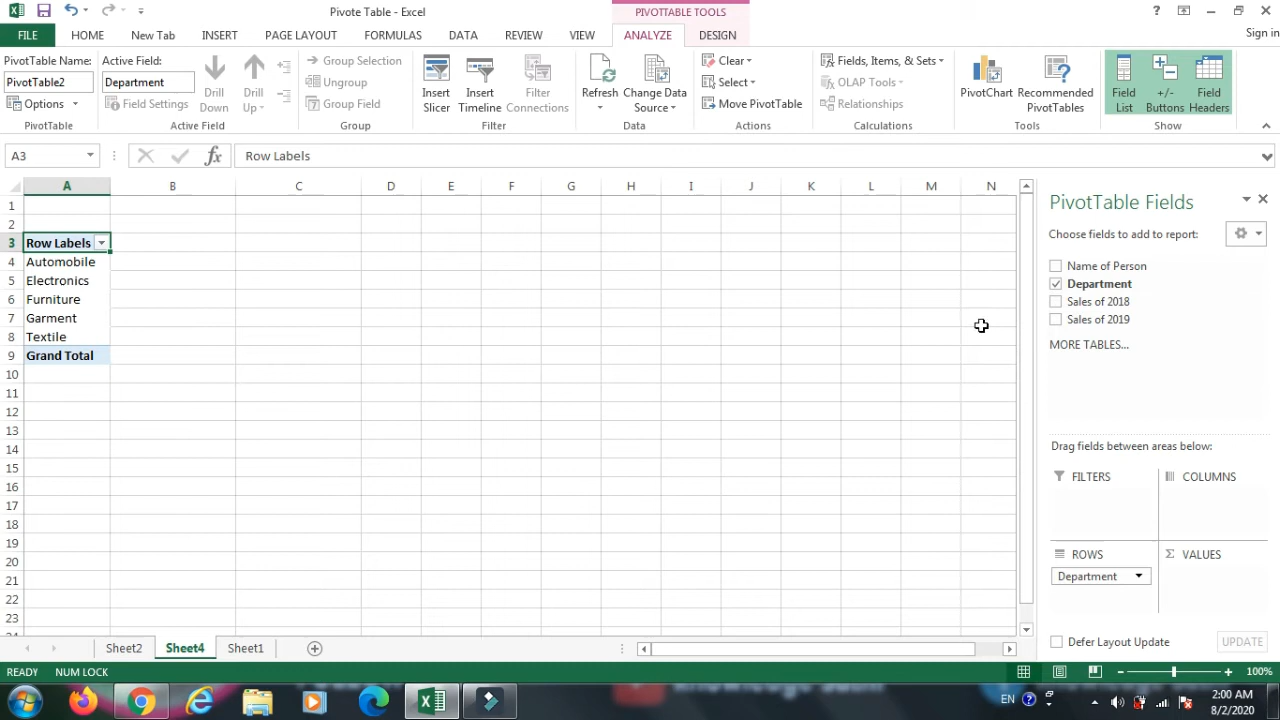 Pivote Table - Excel
PIVOTTABLE TOOLS
?
FILE
HOME
New Tab
INSERT
PAGE LAYOUT
FORMULAS
DATA
REVIEW
VIEW
ANALYZE
DESIGN
Sign in
PivotTable Name:
PivotTable2
Options
PivotTable
Active Field:
Department
Field Settings
Drill Down
Drill Up
Active Field
Group Selection
Ungroup
Group Field
Group
Insert Slicer
Insert Timeline
Filter Connections
Filter
Refresh
Change Data Source
Data
Clear
Select
Move PivotTable
Actions
Fields, Items, & Sets
OLAP Tools
Relationships
Calculations
PivotChart
Recommended PivotTables
Tools
Field List
+/- Buttons
Field Headers
Show
A3
fx
Row Labels
A B C D E F G H I J K L M N
1
2
3 Row Labels
4 Automobile
5 Electronics
6 Furniture
7 Garment
8 Textile
9 Grand Total
10
11
12
13
14
15
16
17
18
19
20
21
22
23
PivotTable Fields
Choose fields to add to report:
Name of Person
Department
Sales of 2018
Sales of 2019
MORE TABLES...
Drag fields between areas below:
FILTERS
COLUMNS
ROWS
Σ VALUES
Department
Defer Layout Update
UPDATE
Sheet2
Sheet4
Sheet1
READY
NUM LOCK
100%
EN
2:00 AM
8/2/2020